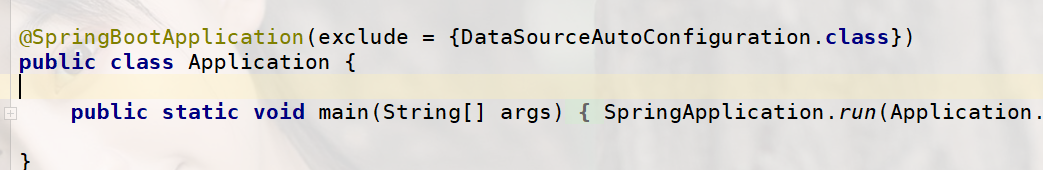 @SpringBootApplication(exclude = {DataSourceAutoConfiguration.class})
public class Application {
public static void main(String[] args) { SpringApplication.run(Application.
}